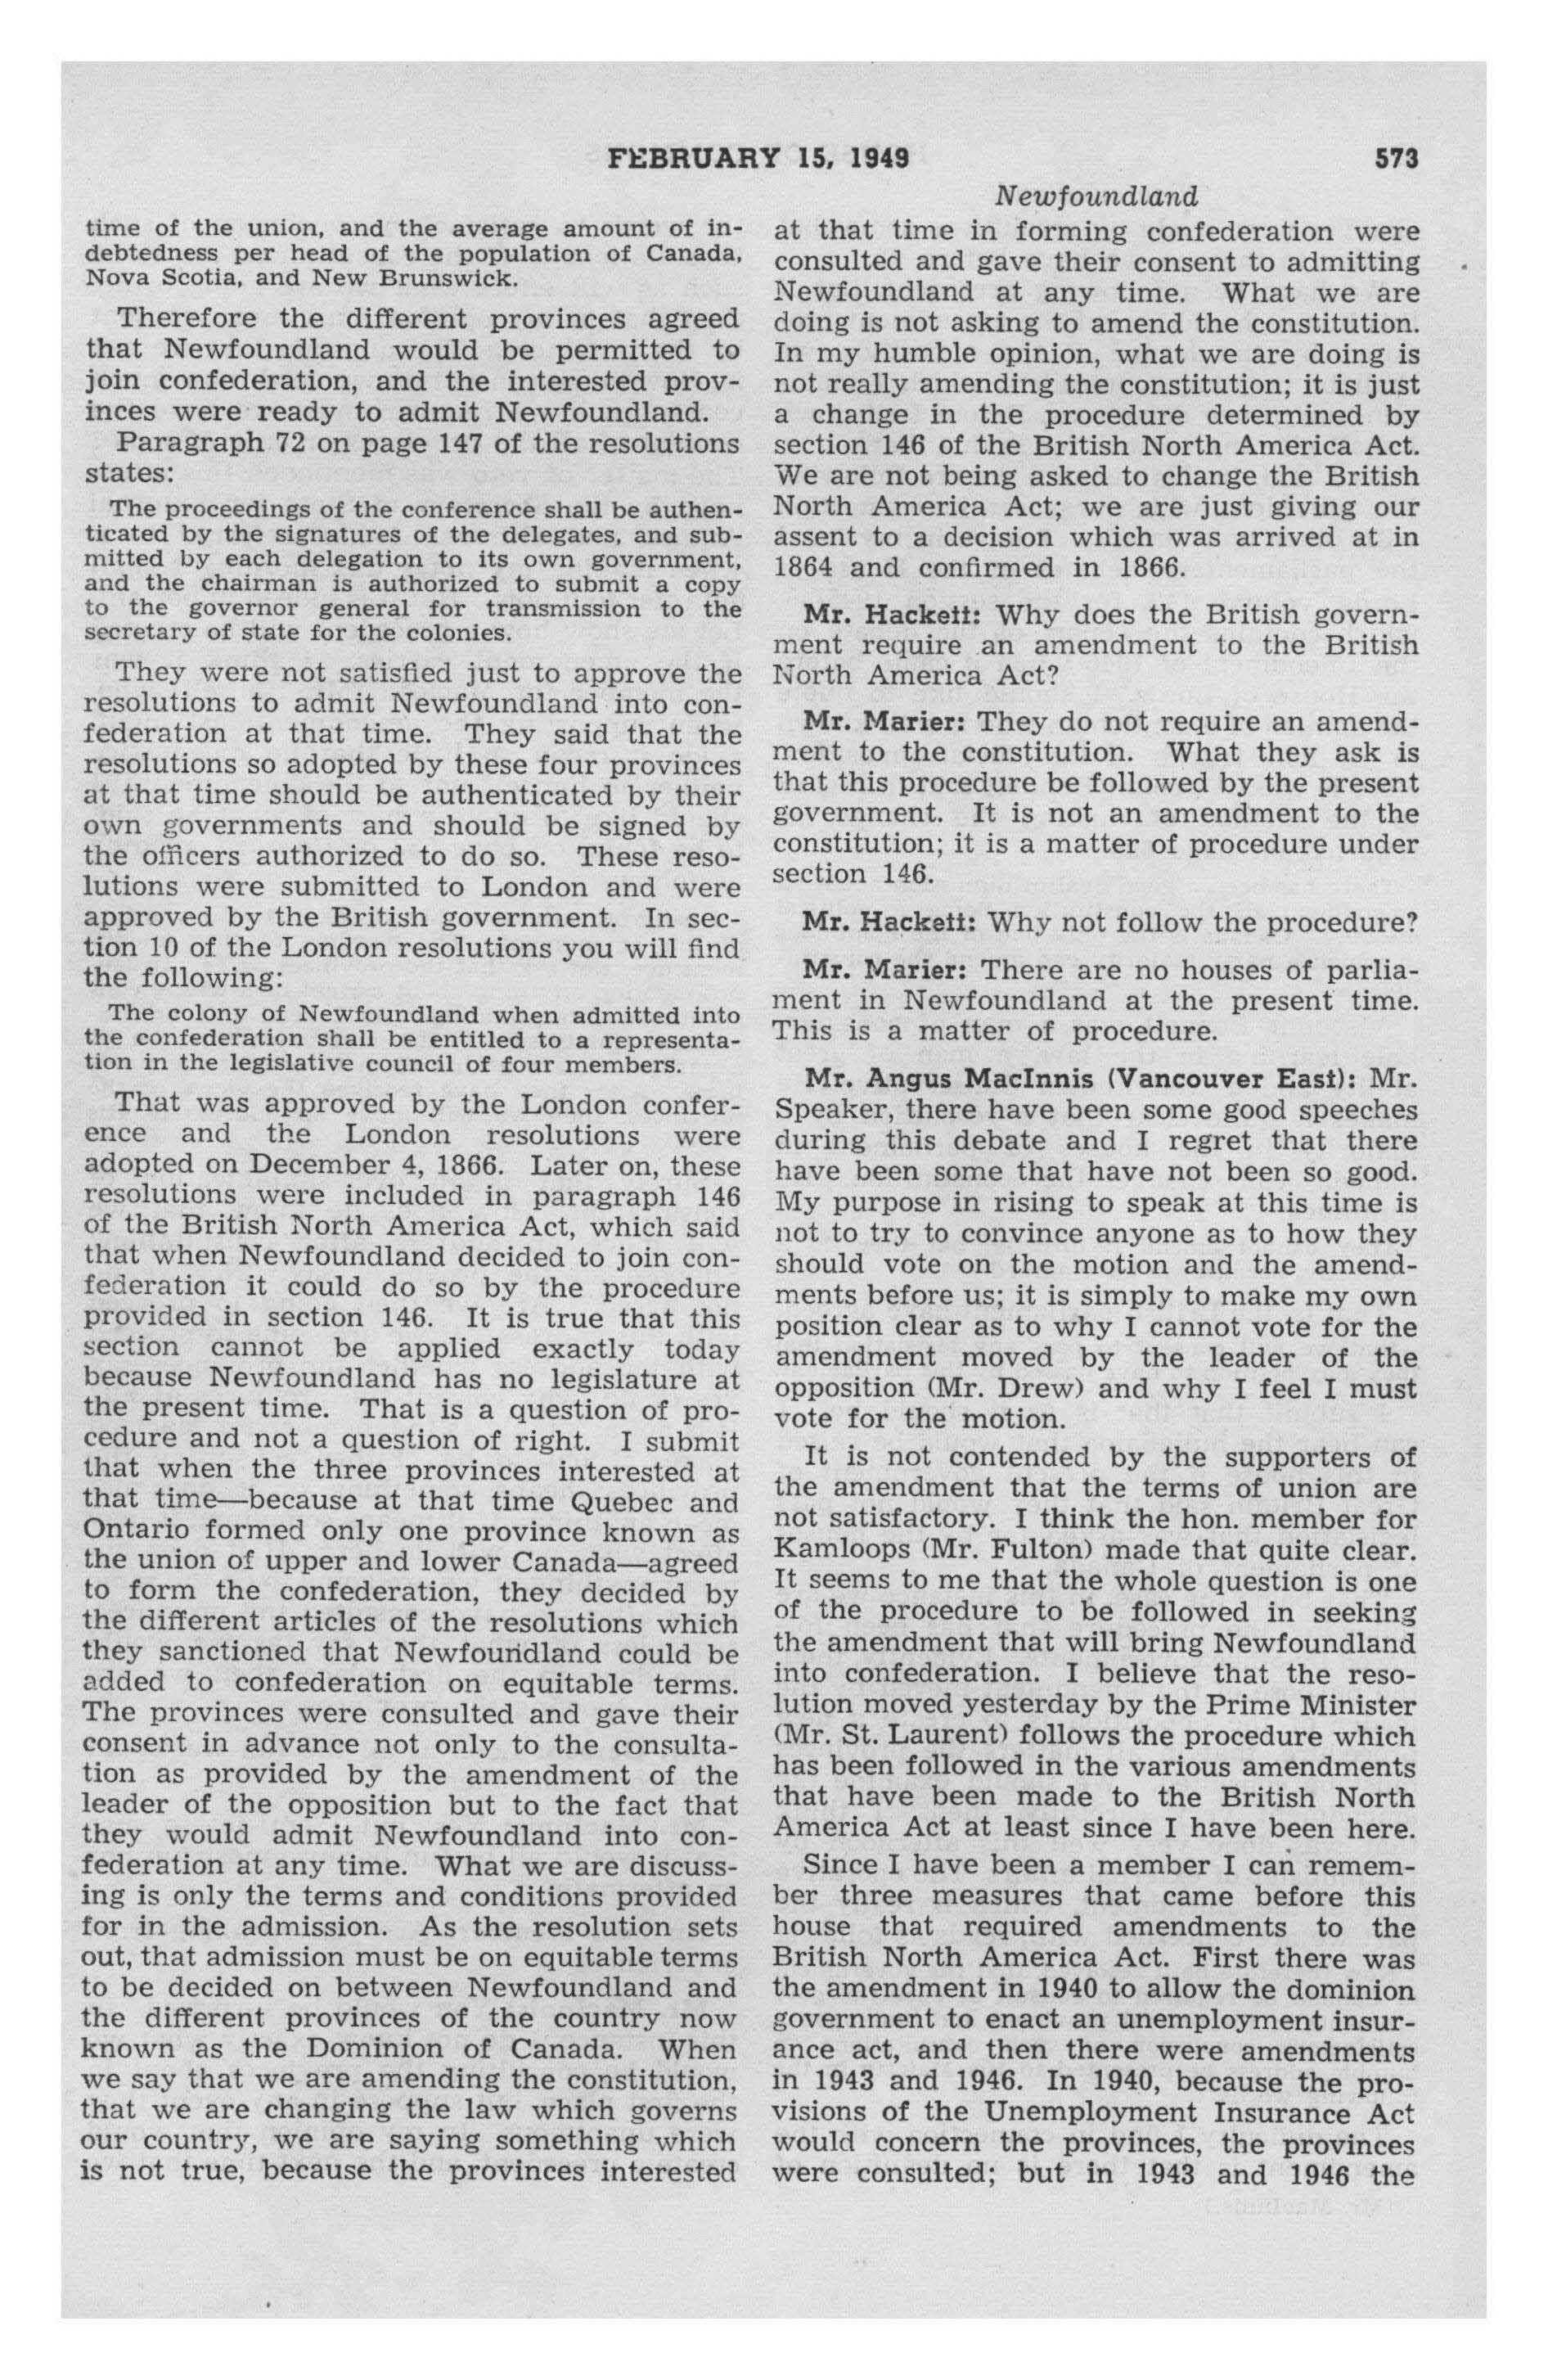 FEBRUARY 15, 1949
573
Newfoundland
time of the union, and the average amount of in-
debtedness per head of the population of Canada,
Nova Scotia, and New Brunswick.
Therefore the different provinces agreed
that Newfoundland would be permitted to
join confederation, and the interested prov-
inces were ready to admit Newfoundland.
Paragraph 72 on page 147 of the resolutions
states:
The proceedings of the conference shall be authen-
ticated by the signatures of the delegates, and sub-
mitted by each delegation to its own government,
and the chairman is authorized to submit a copy
to the governor general for transmission to the
secretary of state for the colonies.
They were not satisfied just to approve the
resolutions to admit Newfoundland into con-
federation at that time. They said that the
resolutions so adopted by these four provinces
at that time should be authenticated by their
own governments and should be signed by
the officers authorized to do so. These reso-
lutions were submitted to London and were
approved by the British government. In sec-
tion 10 of the London resolutions you will find
the following:
The colony of Newfoundland when admitted into
the confederation shall be entitled to a representa-
tion in the legislative council of four members.
That was approved by the London confer-
ence and the London resolutions were
adopted on December 4, 1866. Later on, these
resolutions were included in paragraph 146
of the British North America Act, which said
that when Newfoundland decided to join con-
federation it could do so by the procedure
provided in section 146. It is true that this
section cannot be applied exactly today
because Newfoundland has no legislature at
the present time. That is a question of pro-
cedure and not a question of right. I submit
that when the three provinces interested at
that time—because at that time Quebec and
Ontario formed only one province known as
the union of upper and lower Canada—agreed
to form the confederation, they decided by
the different articles of the resolutions which
they sanctioned that Newfoundland could be
added to confederation on equitable terms.
The provinces were consulted and gave their
consent in advance not only to the consulta-
tion as provided by the amendment of the
leader of the opposition but to the fact that
they would admit Newfoundland into con-
federation at any time. What we are discuss-
ing is only the terms and conditions provided
for in the admission. As the resolution sets
out, that admission must be on equitable terms
to be decided on between Newfoundland and
the different provinces of the country now
known as the Dominion of Canada. When
we say that we are amending the constitution,
that we are changing the law which governs
our country, we are saying something which
is not true, because the provinces interested
at that time in forming confederation were
consulted and gave their consent to admitting
Newfoundland at any time. What we are
doing is not asking to amend the constitution.
In my humble opinion, what we are doing is
not really amending the constitution; it is just
a change in the procedure determined by
section 146 of the British North America Act.
We are not being asked to change the British
North America Act; we are just giving our
assent to a decision which was arrived at in
1864 and confirmed in 1866.
Mr. Hackett: Why does the British govern-
ment require an amendment to the British
North America Act?
Mr. Marier: They do not require an amend-
ment to the constitution. What they ask is
that this procedure be followed by the present
government. It is not an amendment to the
constitution; it is a matter of procedure under
section 146.
Mr. Hackett: Why not follow the procedure?
Mr. Marier: There are no houses of parlia-
ment in Newfoundland at the present time.
This is a matter of procedure.
Mr. Angus MacInnis (Vancouver East): Mr.
Speaker, there have been some good speeches
during this debate and I regret that there
have been some that have not been so good.
My purpose in rising to speak at this time is
not to try to convince anyone as to how they
should vote on the motion and the amend-
ments before us; it is simply to make my own
position clear as to why I cannot vote for the
amendment moved by the leader of the
opposition (Mr. Drew) and why I feel I must
vote for the motion.
It is not contended by the supporters of
the amendment that the terms of union are
not satisfactory. I think the hon. member for
Kamloops (Mr. Fulton) made that quite clear.
It seems to me that the whole question is one
of the procedure to be followed in seeking
the amendment that will bring Newfoundland
into confederation. I believe that the reso-
lution moved yesterday by the Prime Minister
(Mr. St. Laurent) follows the procedure which
has been followed in the various amendments
that have been made to the British North
America Act at least since I have been here.
Since I have been a member I can remem-
ber three measures that came before this
house that required amendments to the
British North America Act. First there was
the amendment in 1940 to allow the dominion
government to enact an unemployment insur-
ance act, and then there were amendments
in 1943 and 1946. In 1940, because the pro-
visions of the Unemployment Insurance Act
would concern the provinces, the provinces
were consulted; but in 1943 and 1946 the